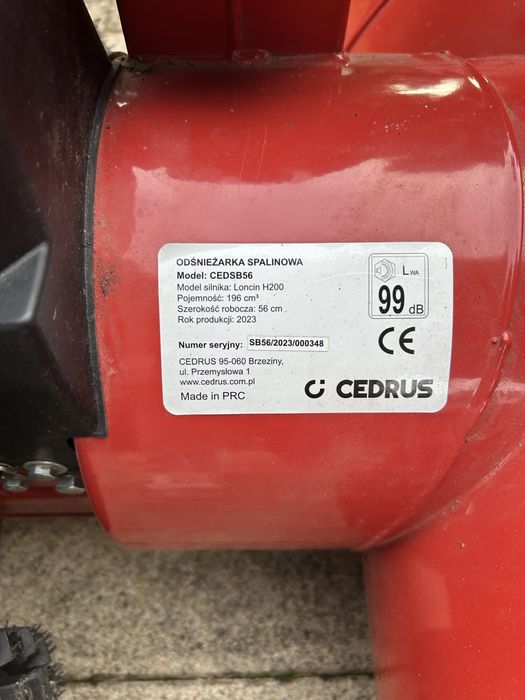 ODŚNIEŻARKA SPALINOWA
Model: CEDSB56
Model silnika: Loncin H200
Pojemność: 196 cm³
Szerokość robocza: 56 cm
Rok produkcji: 2023
LWA
99 dB
CE
Numer seryjny: SB56/2023/000348
CEDRUS 95-060 Brzeziny,
ul. Przemysłowa 1
www.cedrus.com.pl
Made in PRC
CEDRUS